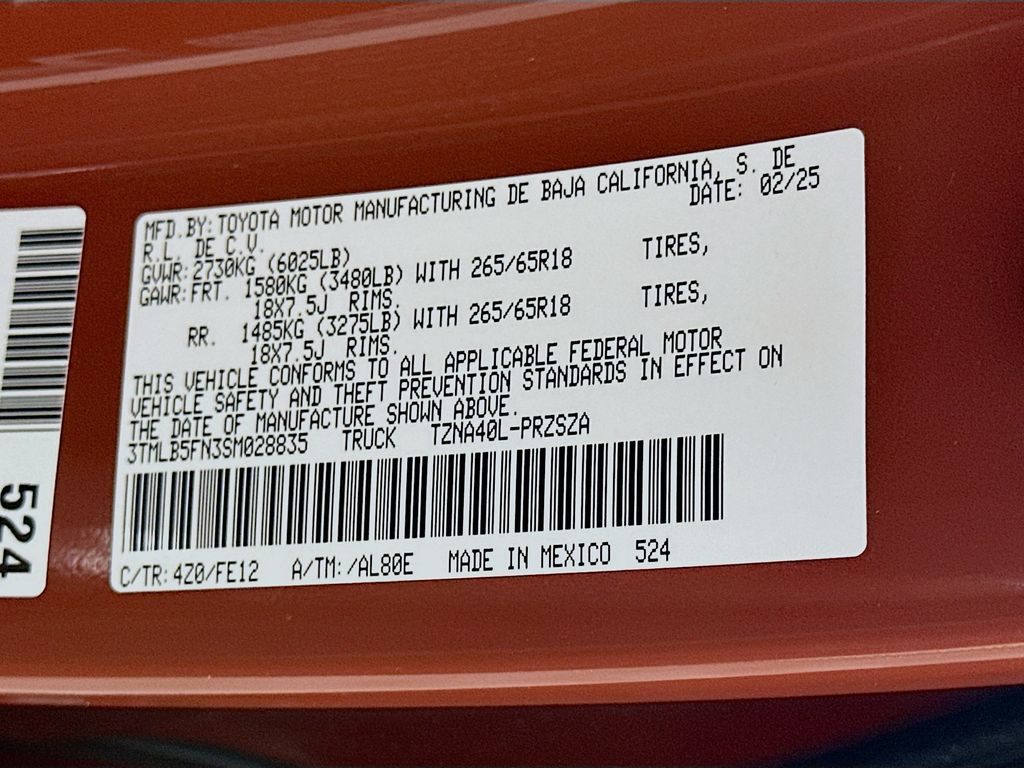 MFD.BY:TOYOTA MOTOR MANUFACTURING DE BAJA CALIFORNIA, S. DE
R.L. DE C.V. DATE: 02/25
GVWR:2730KG (6025LB)
GAWR:FRT. 1580KG (3480LB) WITH 265/65R18 TIRES,
18X7.5J RIMS.
RR. 1485KG (3275LB) WITH 265/65R18 TIRES,
18X7.5J RIMS.
THIS VEHICLE CONFORMS TO ALL APPLICABLE FEDERAL MOTOR
VEHICLE SAFETY AND THEFT PREVENTION STANDARDS IN EFFECT ON
THE DATE OF MANUFACTURE SHOWN ABOVE.
3TMLB5FN3SM028835 TRUCK TZNA40L-PRZSZA
C/TR:4Z0/FE12 A/TM:/AL80E MADE IN MEXICO 524
524